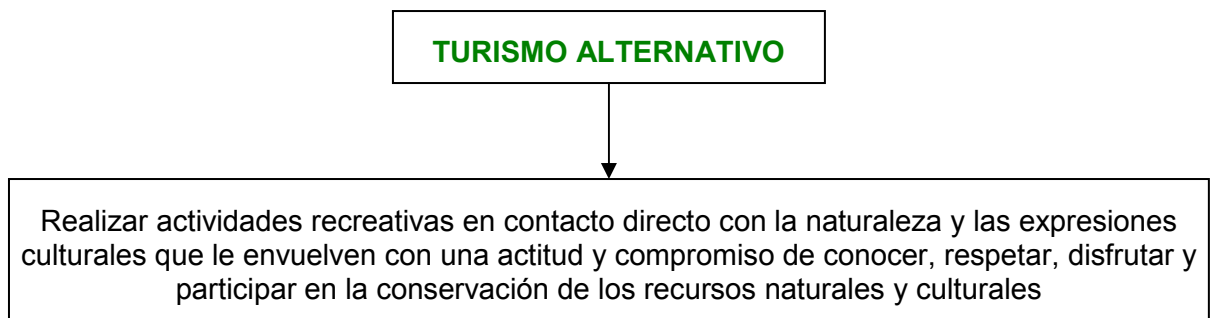 TURISMO ALTERNATIVO
Realizar actividades recreativas en contacto directo con la naturaleza y las expresiones
culturales que le envuelven con una actitud y compromiso de conocer, respetar, disfrutar y
participar en la conservación de los recursos naturales y culturales